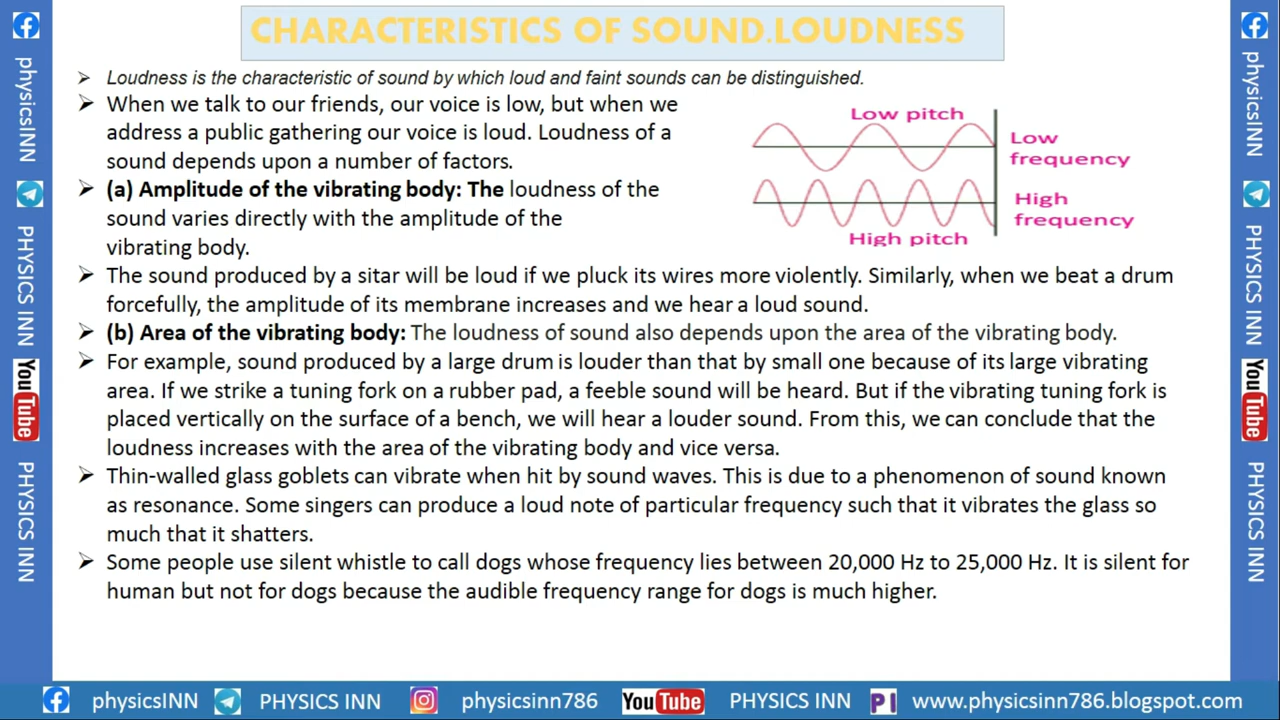 CHARACTERISTICS OF SOUND.LOUDNESS
Loudness is the characteristic of sound by which loud and faint sounds can be distinguished.
When we talk to our friends, our voice is low, but when we
address a public gathering our voice is loud. Loudness of a
sound depends upon a number of factors.
(a) Amplitude of the vibrating body: The loudness of the
sound varies directly with the amplitude of the
vibrating body.
Low pitch
Low
frequency
High
frequency
High pitch
The sound produced by a sitar will be loud if we pluck its wires more violently. Similarly, when we beat a drum
forcefully, the amplitude of its membrane increases and we hear a loud sound.
(b) Area of the vibrating body: The loudness of sound also depends upon the area of the vibrating body.
For example, sound produced by a large drum is louder than that by small one because of its large vibrating
area. If we strike a tuning fork on a rubber pad, a feeble sound will be heard. But if the vibrating tuning fork is
placed vertically on the surface of a bench, we will hear a louder sound. From this, we can conclude that the
loudness increases with the area of the vibrating body and vice versa.
Thin-walled glass goblets can vibrate when hit by sound waves. This is due to a phenomenon of sound known
as resonance. Some singers can produce a loud note of particular frequency such that it vibrates the glass so
much that it shatters.
Some people use silent whistle to call dogs whose frequency lies between 20,000 Hz to 25,000 Hz. It is silent for
human but not for dogs because the audible frequency range for dogs is much higher.
physicsINN
PHYSICS INN
YouTube
PHYSICS INN
physicsINN
PHYSICS INN
YouTube
PHYSICS INN
physicsINN PHYSICS INN physicsinn786 YouTube PHYSICS INN PI www.physicsinn786.blogspot.com